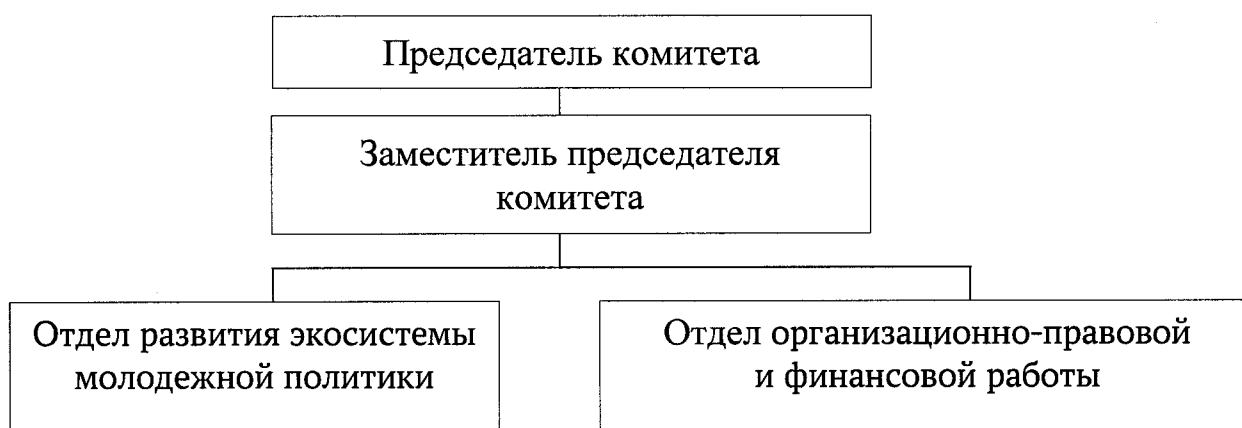 Председатель комитета
Заместитель председателя
комитета
Отдел развития экосистемы
молодежной политики
Отдел организационно-правовой
и финансовой работы